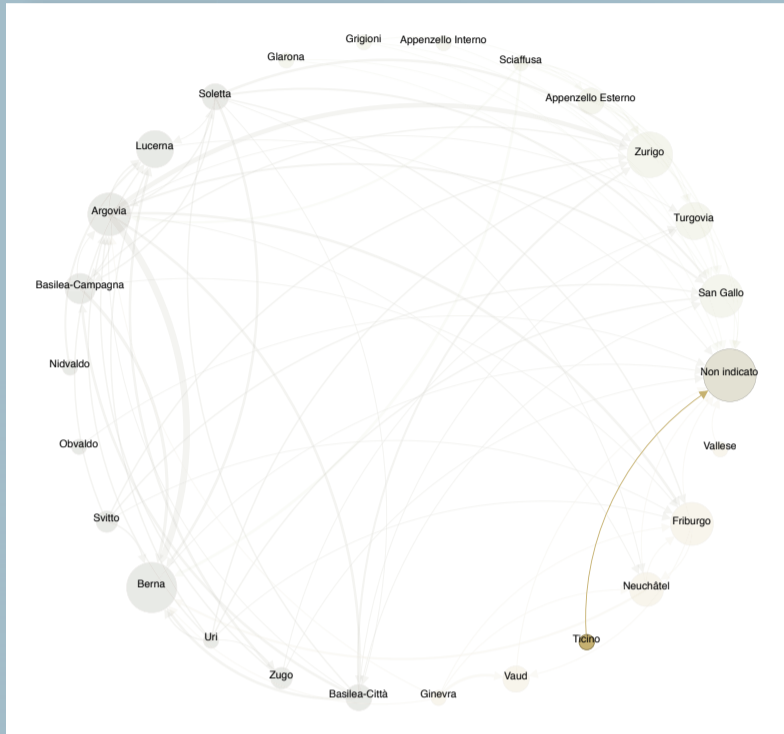 Grigioni
Appenzello Interno
Glarona
Sciaffusa
Soletta
Appenzello Esterno
Lucerna
Zurigo
Argovia
Turgovia
Basilea-Campagna
San Gallo
Nidvaldo
Non indicato
Obvaldo
Vallese
Svitto
Friburgo
Berna
Neuchâtel
Uri
Ticino
Zugo
Vaud
Basilea-Città
Ginevra